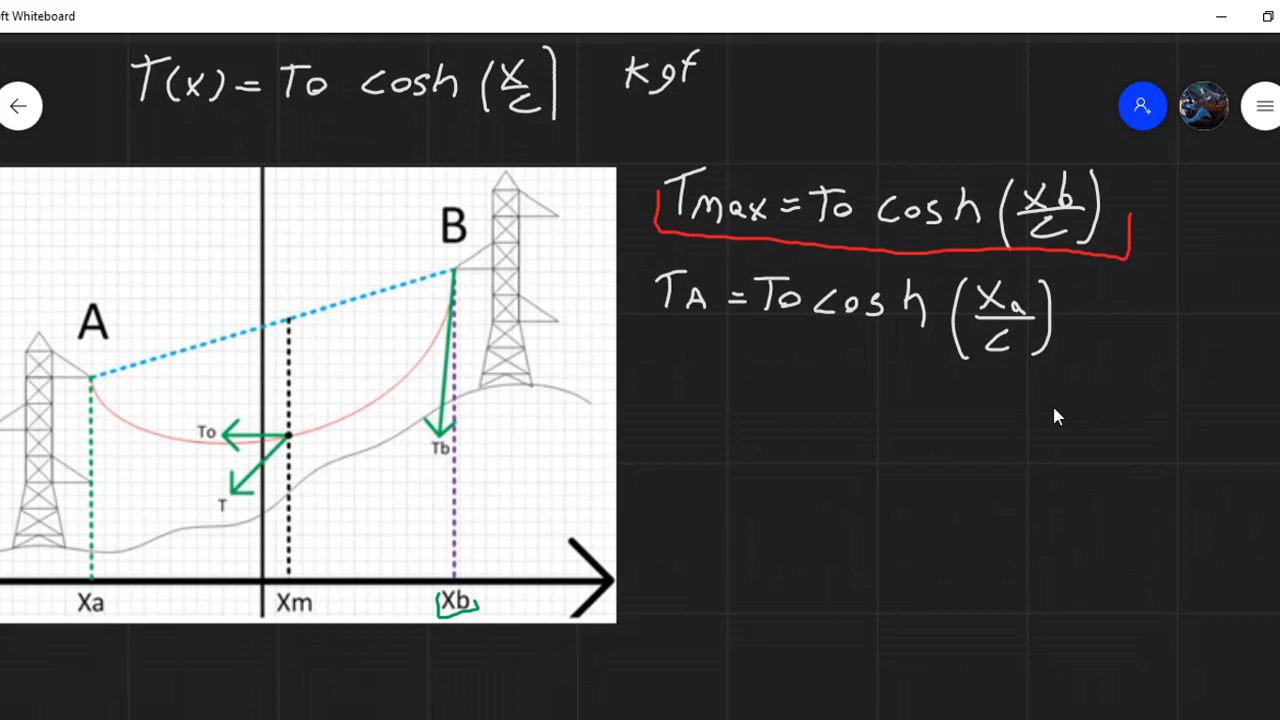 ft Whiteboard
T(x) = To cosh (x/c) kgf
Tmax = To cosh (xb/c)
TA = To cosh (xa/c)
B
A
To
Tb
T
Xa Xm Xb